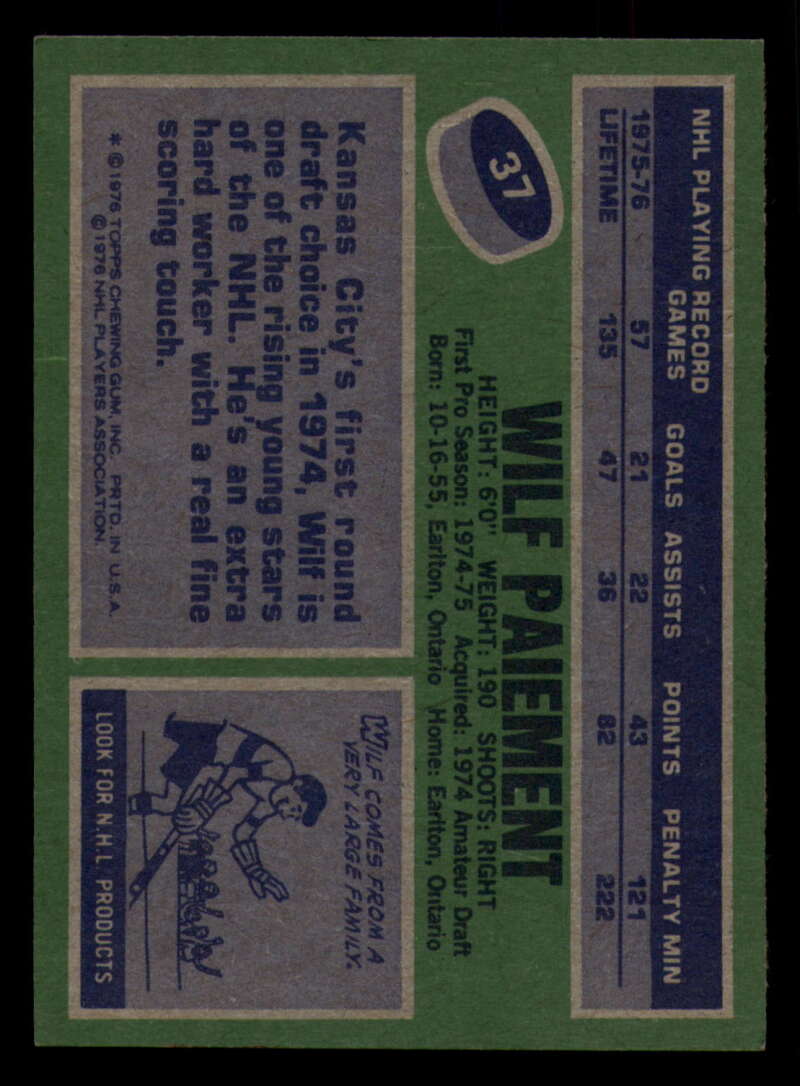 NHL PLAYING RECORD
GAMES GOALS ASSISTS POINTS PENALTY MIN
1975-76 57 21 22 43 121
LIFETIME 135 47 36 82 222
37
WILF PAIEMENT
HEIGHT: 6'0" WEIGHT: 190 SHOOTS: RIGHT
First Pro Season: 1974-75 Acquired: 1974 Amateur Draft
Born: 10-16-55, Earlton, Ontario Home: Earlton, Ontario
Kansas City's first round
draft choice in 1974, Wilf is
one of the rising young stars
of the NHL. He's an extra
hard worker with a real fine
scoring touch.
* ©1976 TOPPS CHEWING GUM, INC. PRTD. IN U.S.A.
©1976 NHL PLAYERS ASSOCIATION.
WILF COMES FROM A
VERY LARGE FAMILY.
LOOK FOR N.H.L PRODUCTS